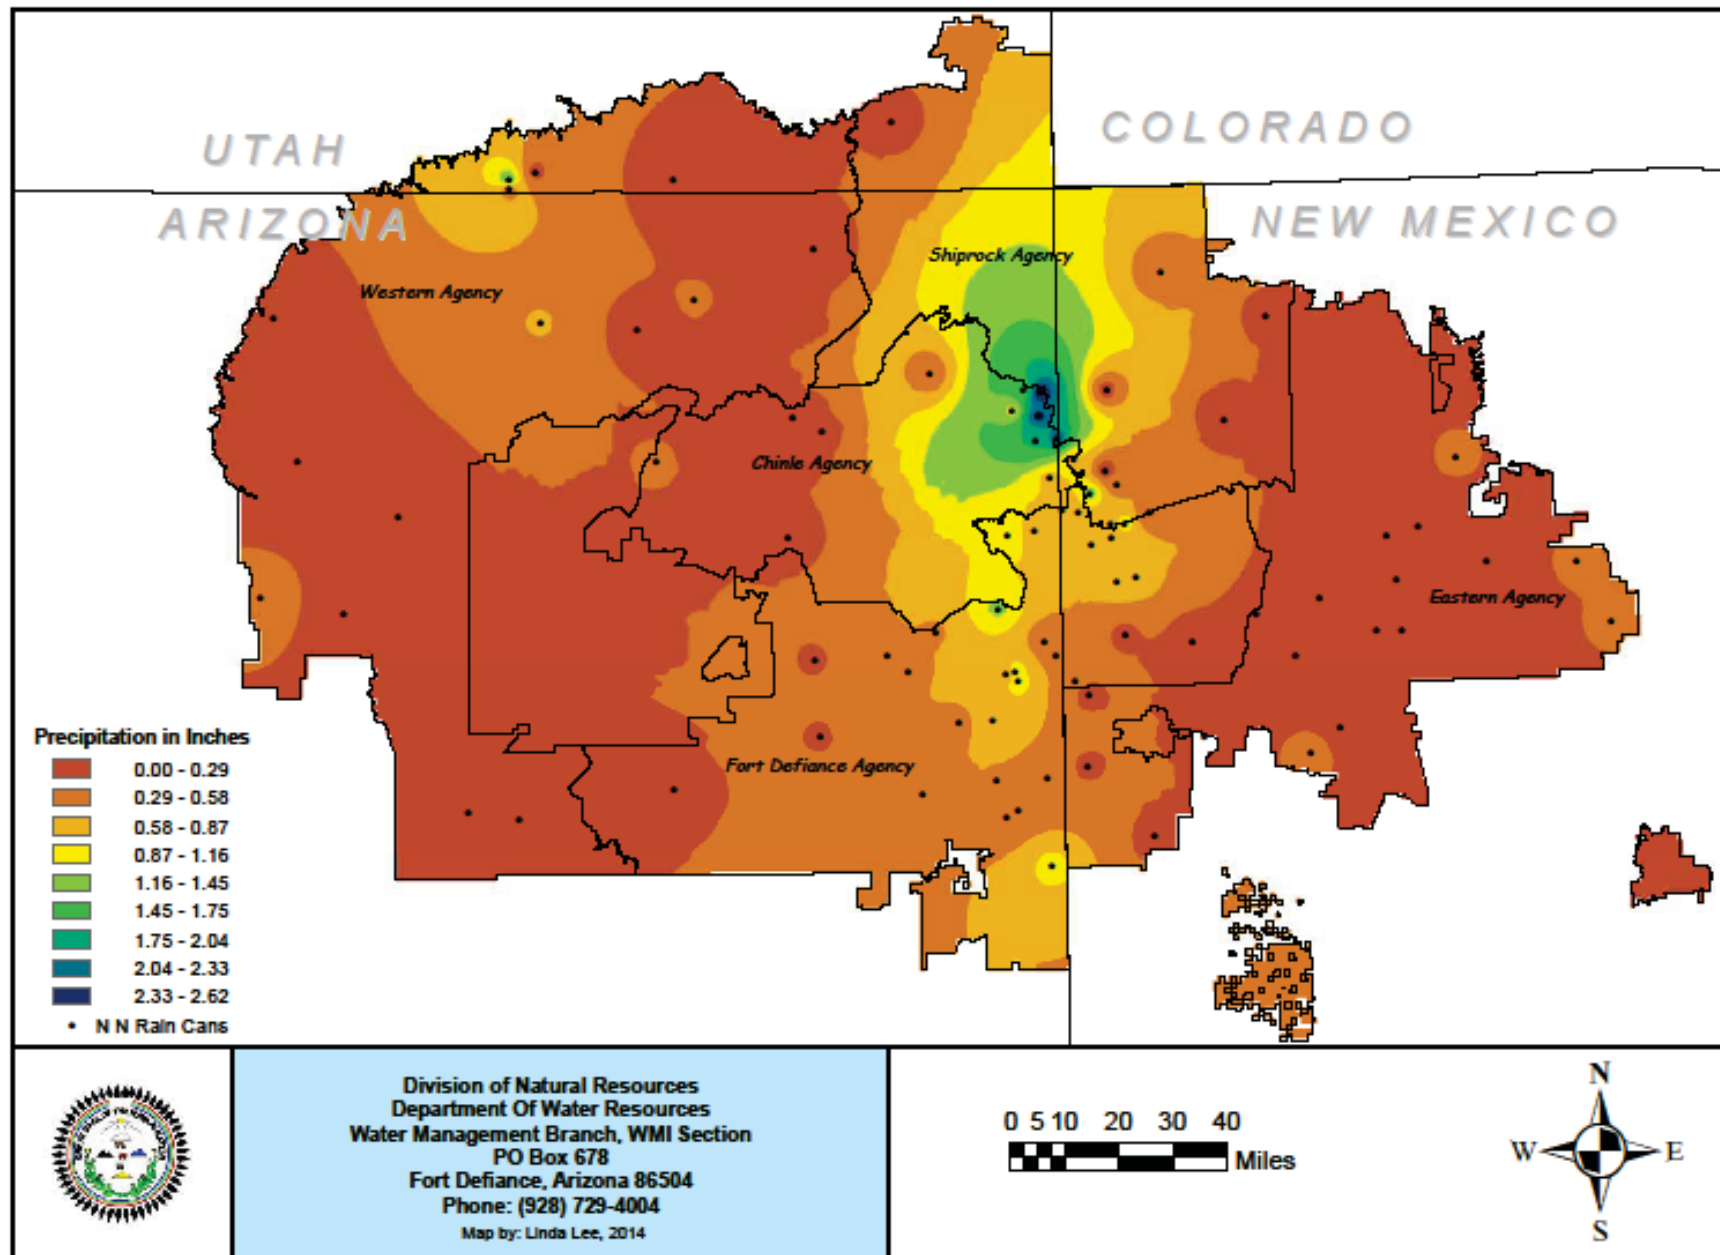 UTAH
COLORADO
ARIZONA
NEW MEXICO
Shiprock Agency
Western Agency
Chinle Agency
Eastern Agency
Fort Defiance Agency
Precipitation in Inches
0.00 - 0.29
0.29 - 0.58
0.58 - 0.87
0.87 - 1.16
1.16 - 1.45
1.45 - 1.75
1.75 - 2.04
2.04 - 2.33
2.33 - 2.62
N N Rain Cans
Division of Natural Resources
Department Of Water Resources
Water Management Branch, WMI Section
PO Box 678
Fort Defiance, Arizona 86504
Phone: (928) 729-4004
Map by: Linda Lee, 2014
0 5 10 20 30 40
Miles
N
W E
S